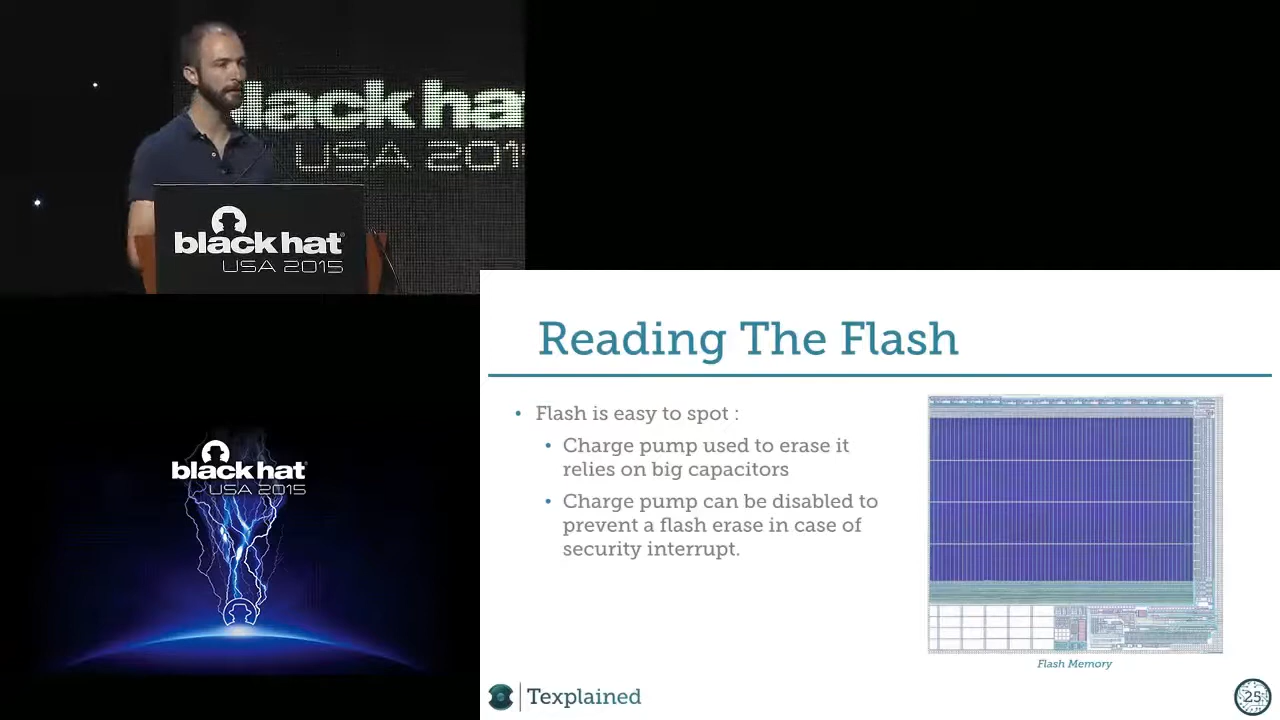 black ha
USA 201
black hat
USA 2015
black hat
USA 2015
Reading The Flash
• Flash is easy to spot :
• Charge pump used to erase it
relies on big capacitors
• Charge pump can be disabled to
prevent a flash erase in case of
security interrupt.
Flash Memory
Texplained
25